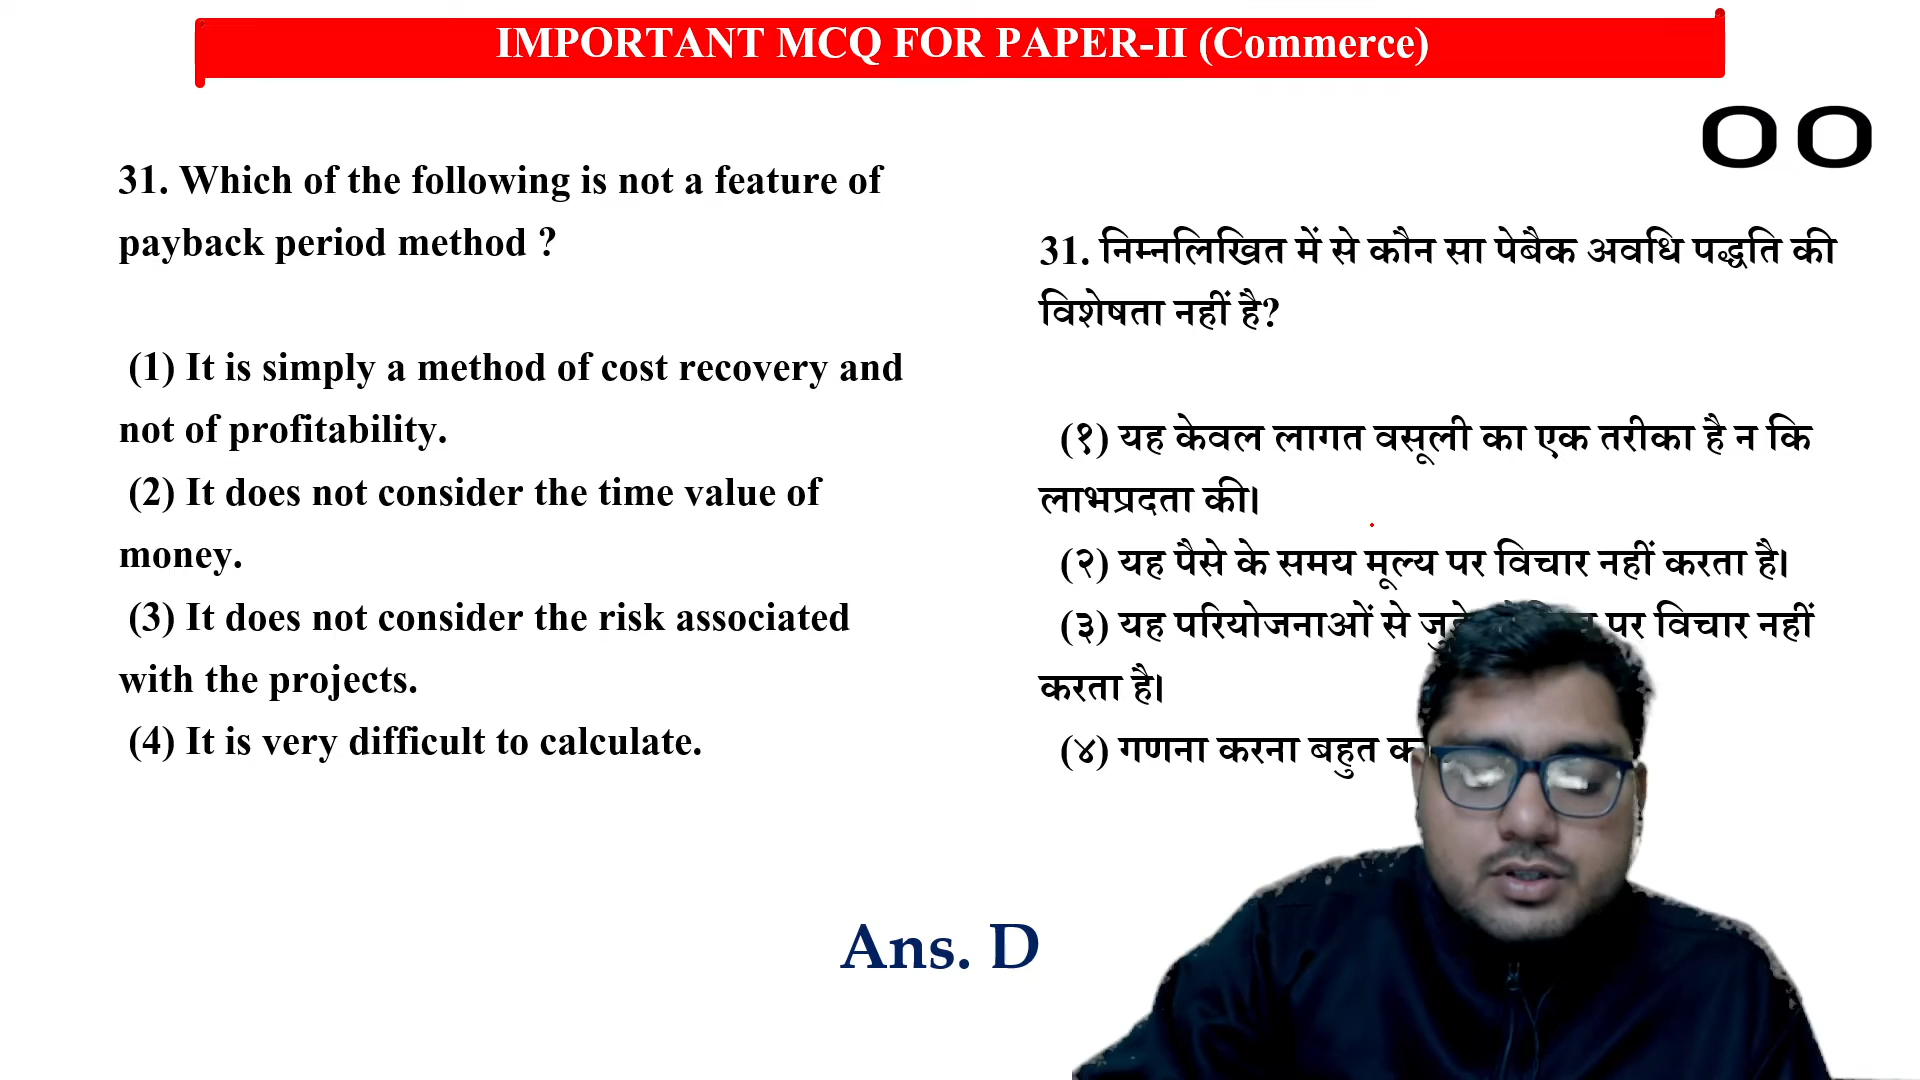 IMPORTANT MCQ FOR PAPER-II (Commerce)
00
31. Which of the following is not a feature of
payback period method ?
(1) It is simply a method of cost recovery and
not of profitability.
(2) It does not consider the time value of
money.
(3) It does not consider the risk associated
with the projects.
(4) It is very difficult to calculate.
31. निम्नलिखित में से कौन सा पेबैक अवधि पद्धति की
विशेषता नहीं है?
(१) यह केवल लागत वसूली का एक तरीका है न कि
लाभप्रदता की।
(२) यह पैसे के समय मूल्य पर विचार नहीं करता है।
(३) यह परियोजनाओं से पर विचार नहीं
करता है।
(४) गणना करना बहुत
Ans. D